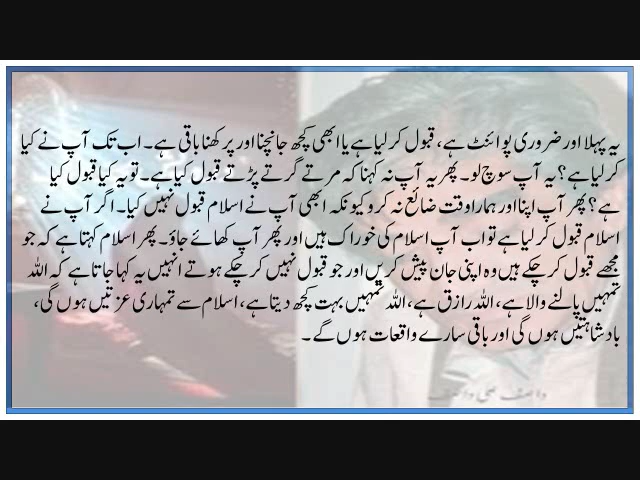 یہ پہلا اور ضروری پوائنٹ ہے، قبول کر لیا ہے یا ابھی کچھ جانچنا اور پرکھنا باقی ہے۔ اب تک آپ نے کیا
کر لیا ہے؟ یہ آپ سوچ لو۔ پھر یہ آپ نہ کہنا کہ مرتے گرتے پڑتے قبول کیا ہے۔ تو یہ کیا قبول کیا
ہے؟ پھر آپ اپنا اور ہمارا وقت ضائع نہ کرو کیونکہ ابھی آپ نے اسلام قبول نہیں کیا۔ اگر آپ نے
اسلام قبول کر لیا ہے تو اب آپ اسلام کی خوراک ہیں اور پھر آپ کھائے جاؤ۔ پھر اسلام کہتا ہے کہ جو
مجھے قبول کر چکے ہیں وہ اپنی جان پیش کریں اور جو قبول نہیں کر چکے ہوتے انہیں یہ کہا جاتا ہے کہ اللہ
تمہیں پالنے والا ہے، اللہ رازق ہے، اللہ تمہیں بہت کچھ دیتا ہے، اسلام سے تمہاری عزتیں ہوں گی،
بادشاہتیں ہوں گی اور باقی سارے واقعات ہوں گے۔
واصف علی واصف